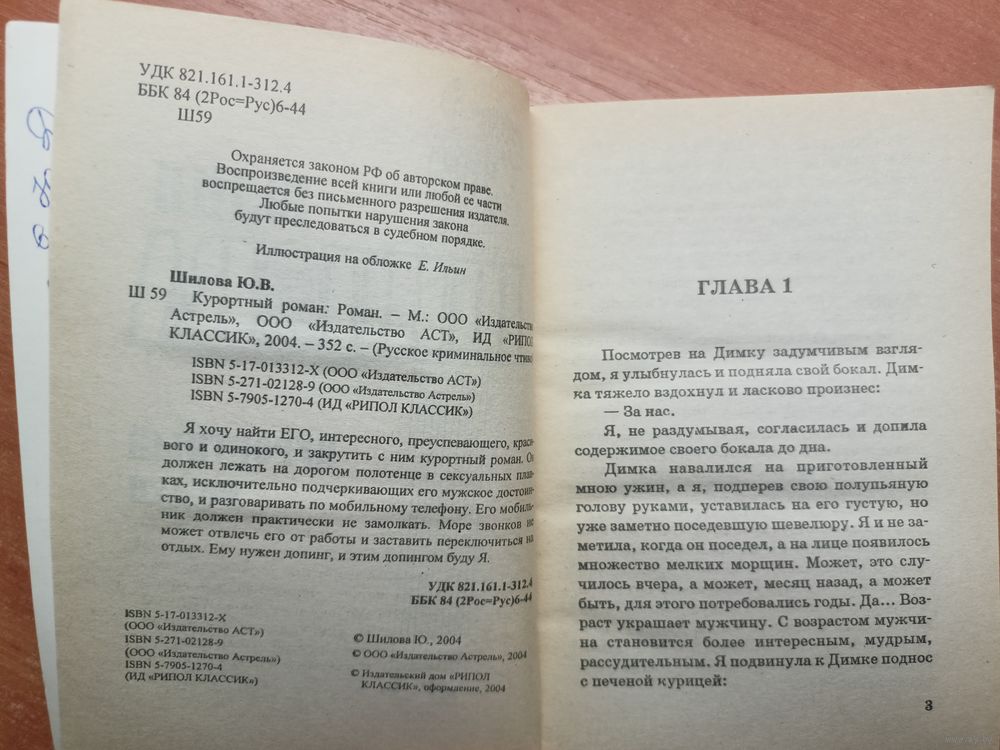 УДК 821.161.1-312.4
ББК 84 (2Рос=Рус)6-44
Ш59
Охраняется законом РФ об авторском праве.
Воспроизведение всей книги или любой ее части
воспрещается без письменного разрешения издателя.
Любые попытки нарушения закона
будут преследоваться в судебном порядке.
Иллюстрация на обложке Е. Ильин
Шилова Ю.В.
Ш 59 Курортный роман: Роман. – М.: ООО «Издательств
Астрель», ООО «Издательство АСТ», ИД «РИПОЛ
КЛАССИК», 2004. – 352 с. – (Русское криминальное чтиво
ISBN 5-17-013312-X (ООО «Издательство АСТ»)
ISBN 5-271-02128-9 (ООО «Издательство Астрель»)
ISBN 5-7905-1270-4 (ИД «РИПОЛ КЛАССИК»)
Я хочу найти ЕГО, интересного, преуспевающего, краси-
вого и одинокого, и закрутить с ним курортный роман. Он
должен лежать на дорогом полотенце в сексуальных плав-
ках, исключительно подчеркивающих его мужское достоин-
ство, и разговаривать по мобильному телефону. Его мобиль-
ник должен практически не замолкать. Море звонков не
может отвлечь его от работы и заставить переключиться на
отдых. Ему нужен допинг, и этим допингом буду Я.
УДК 821.161.1-312.4
ББК 84 (2Рос=Рус)6-44
ISBN 5-17-013312-X
(ООО «Издательство АСТ»)
ISBN 5-271-02128-9
(ООО «Издательство Астрель»)
ISBN 5-7905-1270-4
(ИД «РИПОЛ КЛАССИК»)
© Шилова Ю., 2004
© ООО «Издательство Астрель», 2004
© Издательский дом «РИПОЛ
КЛАССИК», оформление, 2004
ГЛАВА 1
Посмотрев на Димку задумчивым взгля-
дом, я улыбнулась и подняла свой бокал. Дим-
ка тяжело вздохнул и ласково произнес:
— За нас.
Я, не раздумывая, согласилась и допила
содержимое своего бокала до дна.
Димка навалился на приготовленный
мною ужин, а я, подперев свою полупьяную
голову руками, уставилась на его густую, но
уже заметно поседевшую шевелюру. Я и не за-
метила, когда он поседел, а на лице появилось
множество мелких морщин. Может, это слу-
чилось вчера, а может, месяц назад, а может
быть, для этого потребовались годы. Да... Воз-
раст украшает мужчину. С возрастом мужчи-
на становится более интересным, мудрым,
рассудительным. Я подвинула к Димке поднос
с печеной курицей:
3